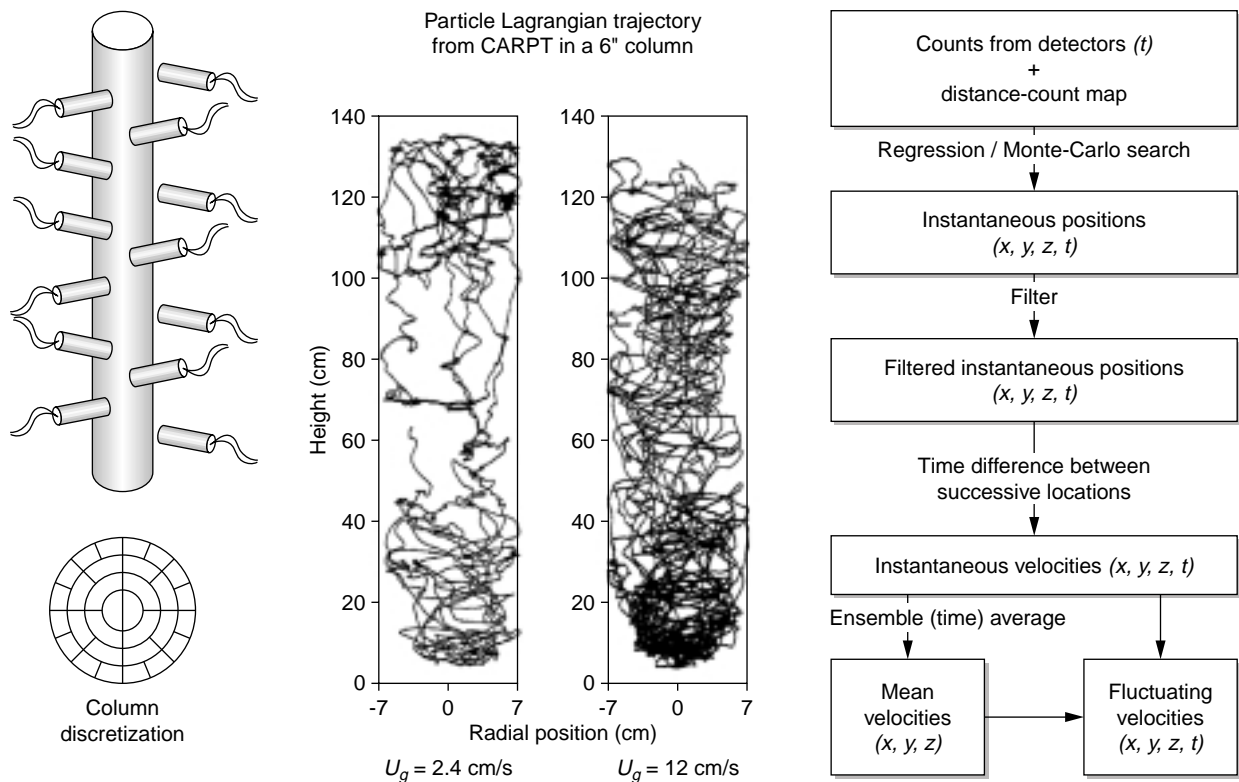 Particle Lagrangian trajectory
from CARPT in a 6" column
Column
discretization
Height (cm)
140
120
100
80
60
40
20
0
-7
0
7
140
120
100
80
60
40
20
0
-7
0
7
Radial position (cm)
Ug = 2.4 cm/s
Ug = 12 cm/s
Counts from detectors (t)
+
distance-count map
Regression / Monte-Carlo search
Instantaneous positions
(x, y, z, t)
Filter
Filtered instantaneous positions
(x, y, z, t)
Time difference between
successive locations
Instantaneous velocities (x, y, z, t)
Ensemble (time) average
Mean
velocities
(x, y, z)
Fluctuating
velocities
(x, y, z, t)